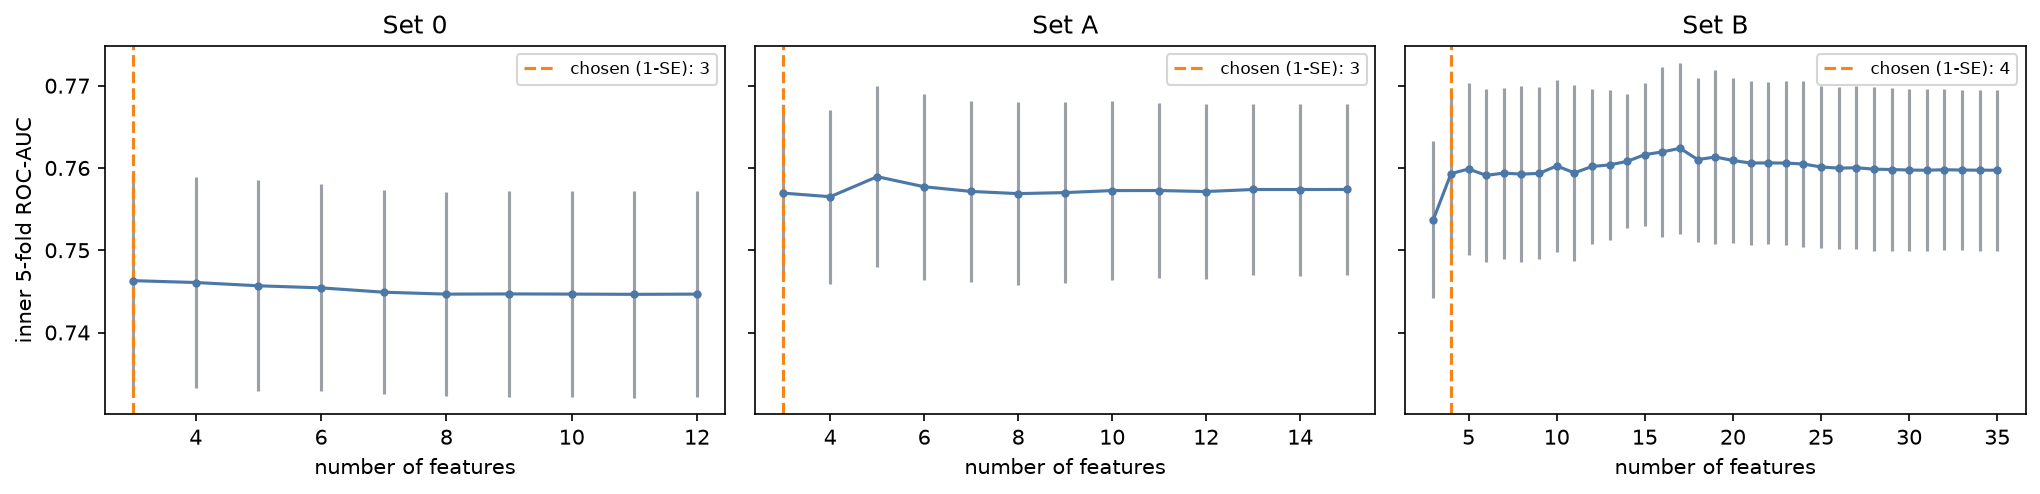 Set 0
Set A
Set B
chosen (1-SE): 3
chosen (1-SE): 3
chosen (1-SE): 4
inner 5-fold ROC-AUC
0.77
0.76
0.75
0.74
4 6 8 10 12
4 6 8 10 12 14
5 10 15 20 25 30 35
number of features
number of features
number of features